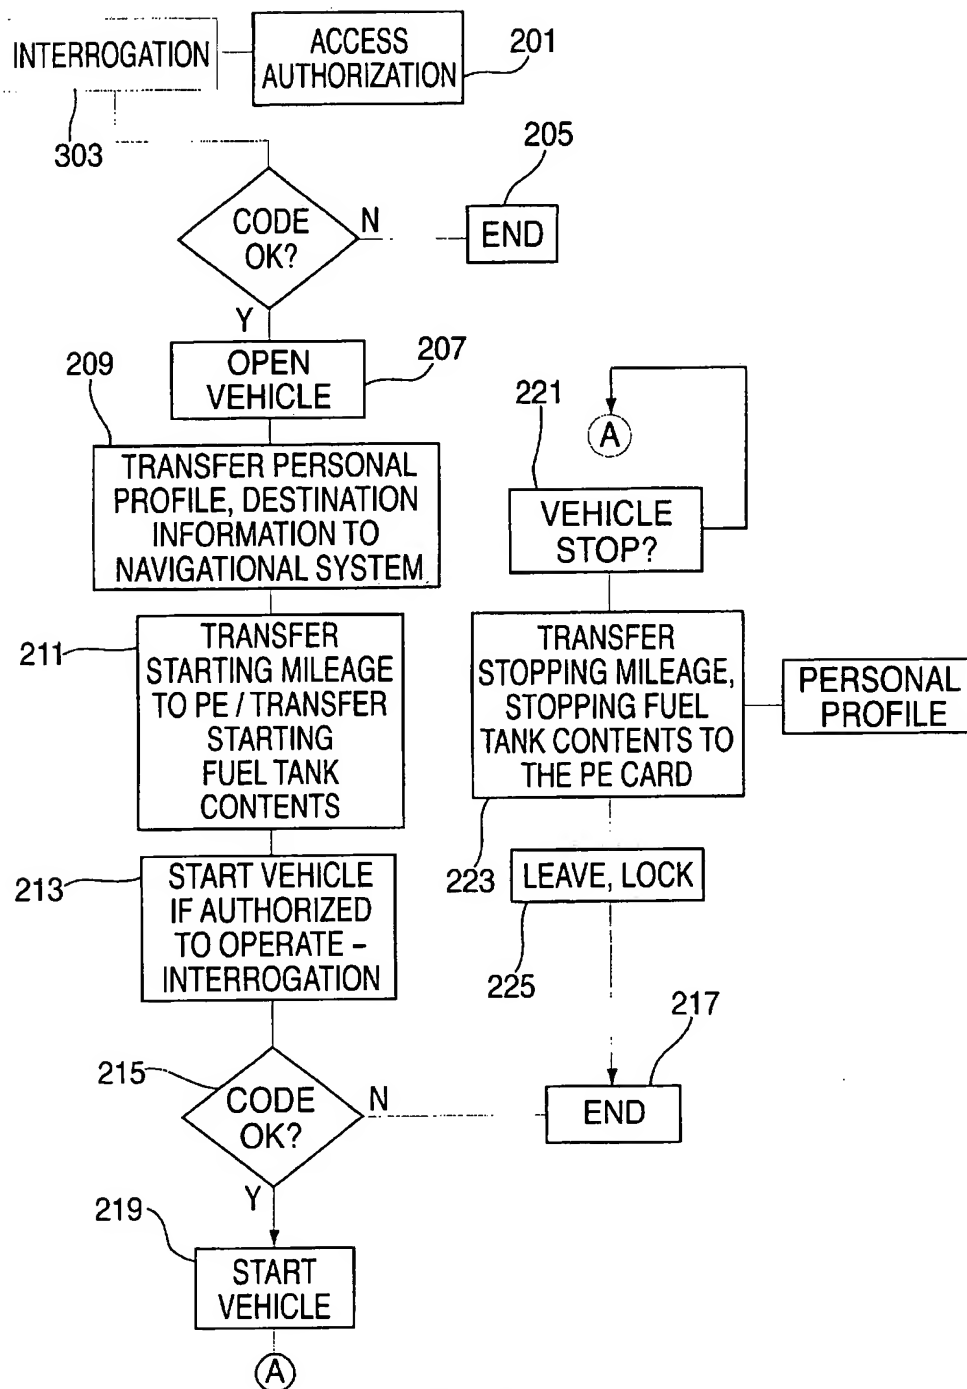 INTERROGATION
ACCESS
AUTHORIZATION
201
303
205
CODE
OK?
N
END
Y
OPEN
VEHICLE
207
209
TRANSFER PERSONAL
PROFILE, DESTINATION
INFORMATION TO
NAVIGATIONAL SYSTEM
211
TRANSFER
STARTING MILEAGE
TO PE / TRANSFER
STARTING
FUEL TANK
CONTENTS
213
START VEHICLE
IF AUTHORIZED
TO OPERATE –
INTERROGATION
215
CODE
OK?
N
Y
219
START
VEHICLE
A
221
A
VEHICLE
STOP?
TRANSFER
STOPPING MILEAGE,
STOPPING FUEL
TANK CONTENTS TO
THE PE CARD
PERSONAL
PROFILE
223
LEAVE, LOCK
225
217
END